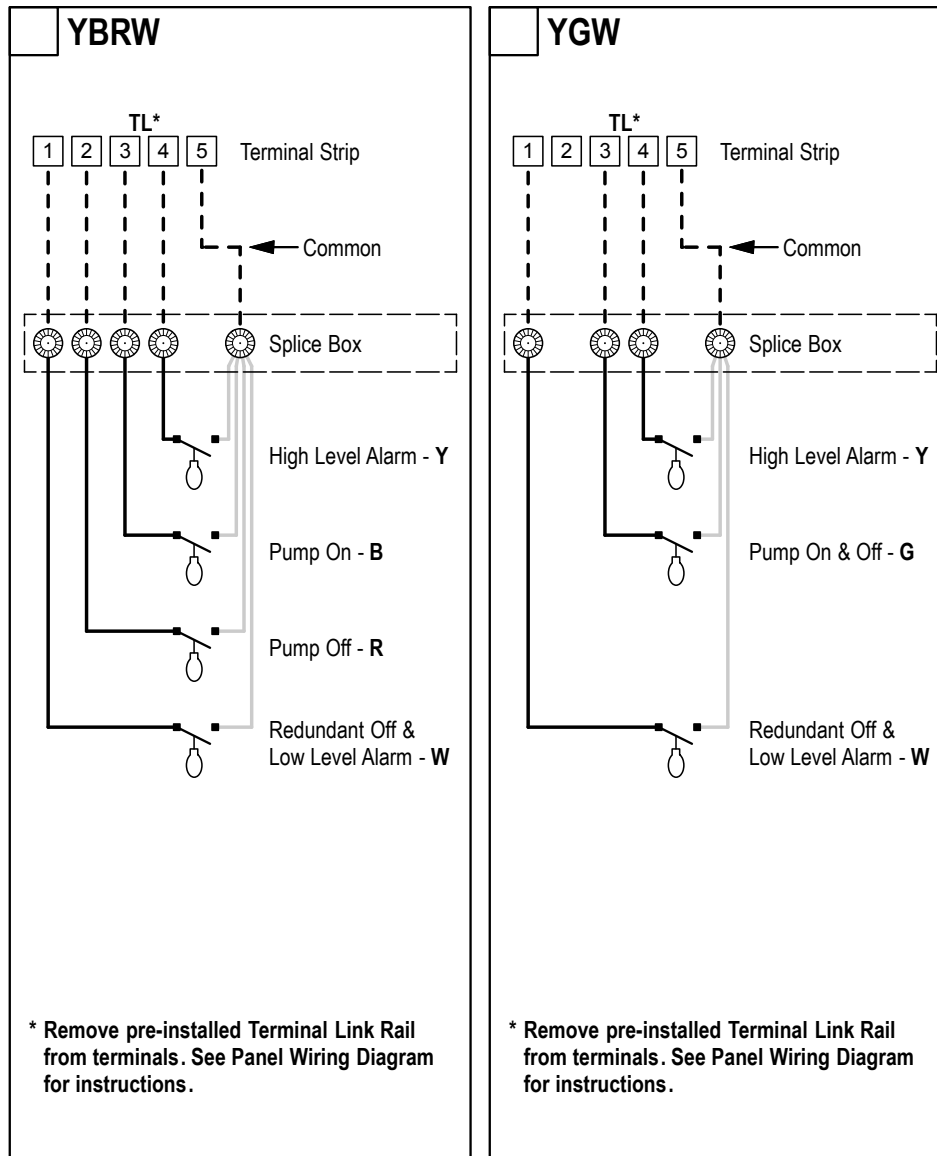 YBRW
TL*
1 2 3 4 5 Terminal Strip
Common
Splice Box
High Level Alarm - Y
Pump On - B
Pump Off - R
Redundant Off &
Low Level Alarm - W
* Remove pre-installed Terminal Link Rail
from terminals. See Panel Wiring Diagram
for instructions.
YGW
TL*
1 2 3 4 5 Terminal Strip
Common
Splice Box
High Level Alarm - Y
Pump On & Off - G
Redundant Off &
Low Level Alarm - W
* Remove pre-installed Terminal Link Rail
from terminals. See Panel Wiring Diagram
for instructions.